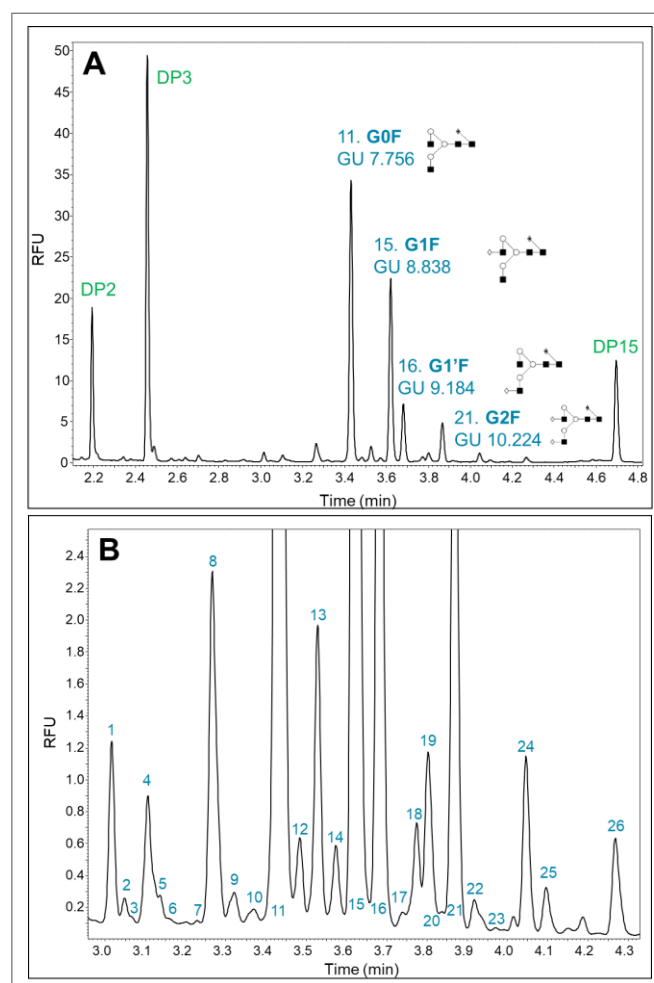 A
50
45
40
35
30
25
20
15
10
5
0
RFU
DP2
DP3
11. G0F
GU 7.756
15. G1F
GU 8.838
16. G1'F
GU 9.184
21. G2F
GU 10.224
DP15
2.2 2.4 2.6 2.8 3.0 3.2 3.4 3.6 3.8 4.0 4.2 4.4 4.6 4.8
Time (min)
B
2.4
2.2
2.0
1.8
1.6
1.4
1.2
1.0
0.8
0.6
0.4
0.2
RFU
1 2 3 4 5 6 7 8 9 10 11 12 13 14 15 16 17 18 19 20 21 22 23 24 25 26
3.0 3.1 3.2 3.3 3.4 3.5 3.6 3.7 3.8 3.9 4.0 4.1 4.2 4.3
Time (min)